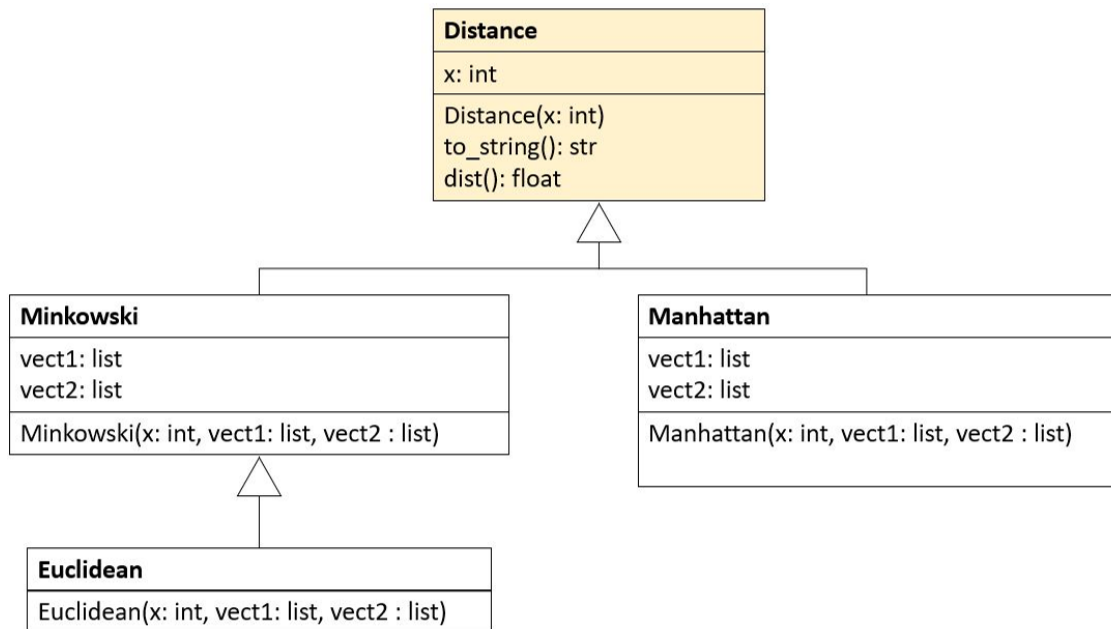 Distance
x: int
Distance(x: int)
to_string(): str
dist(): float
Minkowski
vect1: list
vect2: list
Minkowski(x: int, vect1: list, vect2 : list)
Manhattan
vect1: list
vect2: list
Manhattan(x: int, vect1: list, vect2 : list)
Euclidean
Euclidean(x: int, vect1: list, vect2 : list)